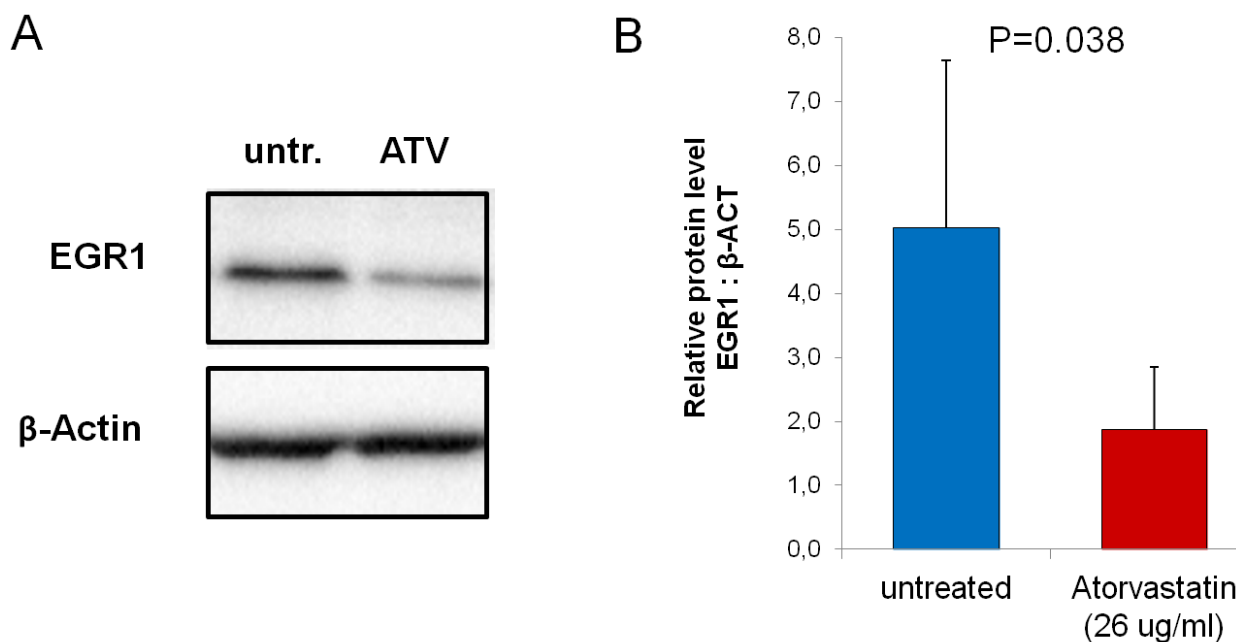 A
untr. ATV
EGR1
β-Actin
B
P=0.038
8,0
7,0
6,0
5,0
4,0
3,0
2,0
1,0
0,0
Relative protein level
EGR1 : β-ACT
untreated
Atorvastatin
(26 ug/ml)